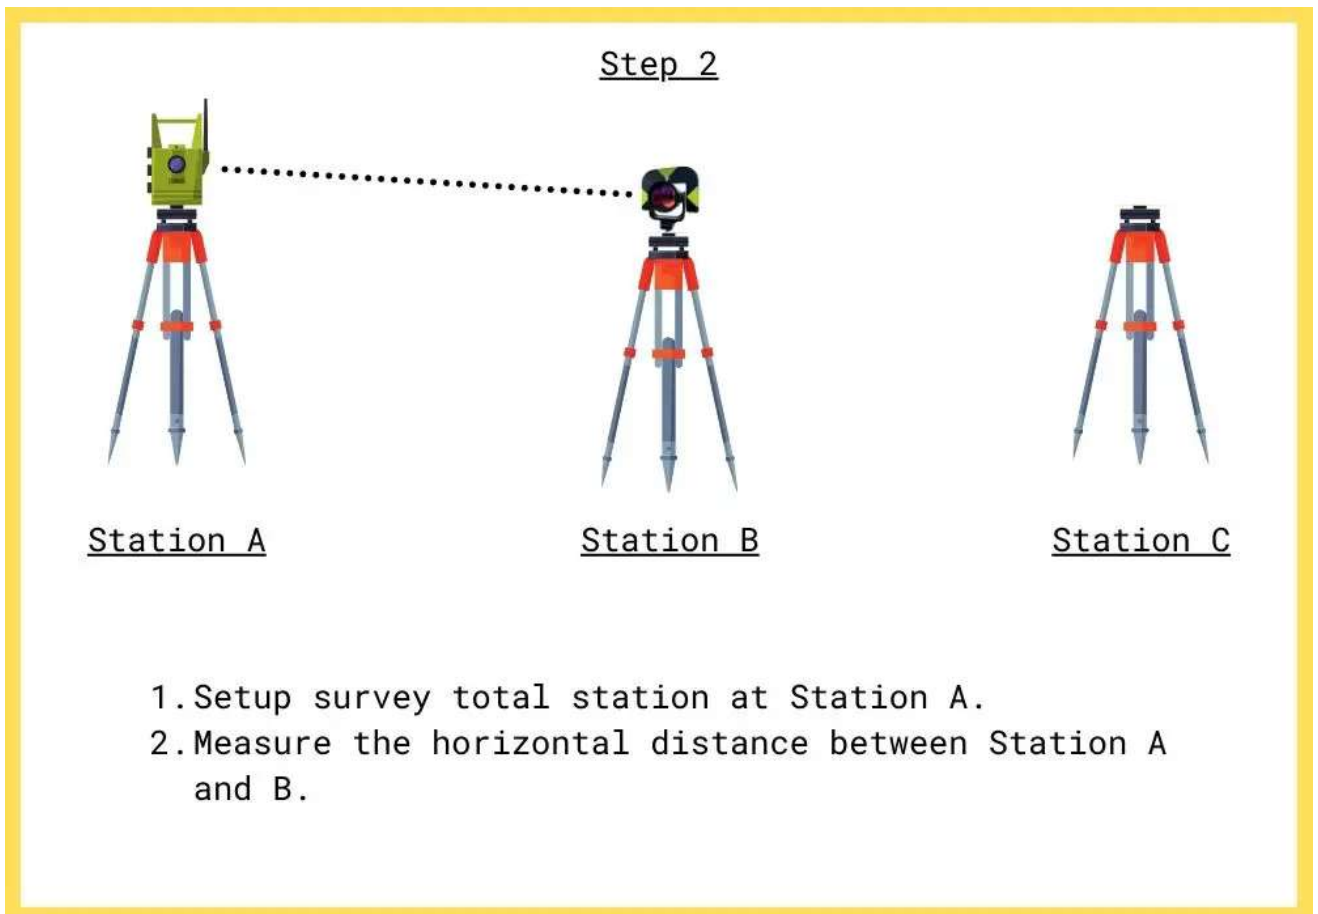 Step 2
Station A
Station B
Station C
1. Setup survey total station at Station A.
2. Measure the horizontal distance between Station A
and B.